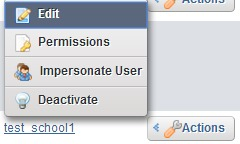 Edit
Actions
Permissions
Impersonate User
Deactivate
test_school1
Actions